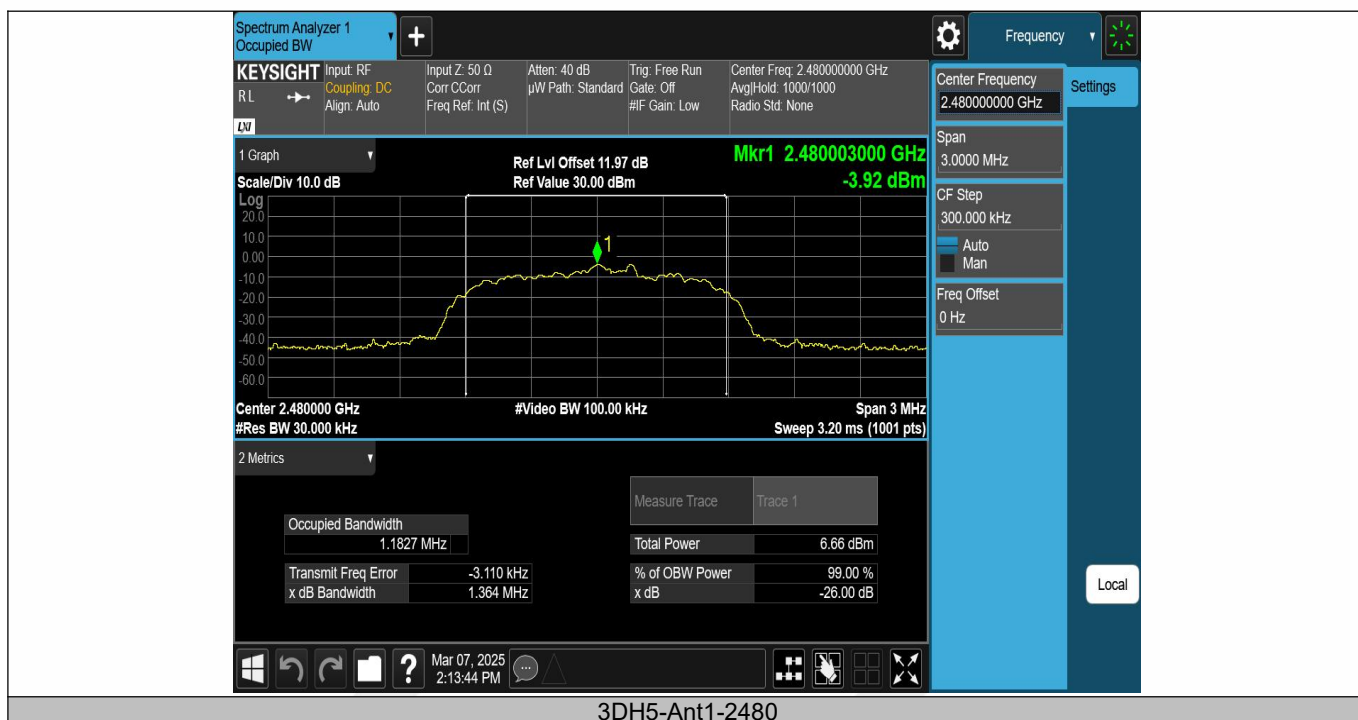 Spectrum Analyzer 1
Occupied BW
Frequency
KEYSIGHT
R L
LXI
Input: RF
Coupling: DC
Align: Auto
Input Z: 50 Ω
Corr CCorr
Freq Ref: Int (S)
Atten: 40 dB
µW Path: Standard
Trig: Free Run
Gate: Off
#IF Gain: Low
Center Freq: 2.480000000 GHz
Avg|Hold: 1000/1000
Radio Std: None
Center Frequency
2.480000000 GHz
Settings
Span
3.0000 MHz
CF Step
300.000 kHz
Auto
Man
Freq Offset
0 Hz
Local
1 Graph
Scale/Div 10.0 dB
Ref Lvl Offset 11.97 dB
Ref Value 30.00 dBm
Mkr1 2.480003000 GHz
-3.92 dBm
Log
20.0
10.0
0.00
-10.0
-20.0
-30.0
-40.0
-50.0
-60.0
1
Center 2.480000 GHz
#Res BW 30.000 kHz
#Video BW 100.00 kHz
Span 3 MHz
Sweep 3.20 ms (1001 pts)
2 Metrics
Measure Trace
Trace 1
Occupied Bandwidth
1.1827 MHz
Total Power
6.66 dBm
Transmit Freq Error
-3.110 kHz
% of OBW Power
99.00 %
x dB Bandwidth
1.364 MHz
x dB
-26.00 dB
?
Mar 07, 2025
2:13:44 PM
3DH5-Ant1-2480